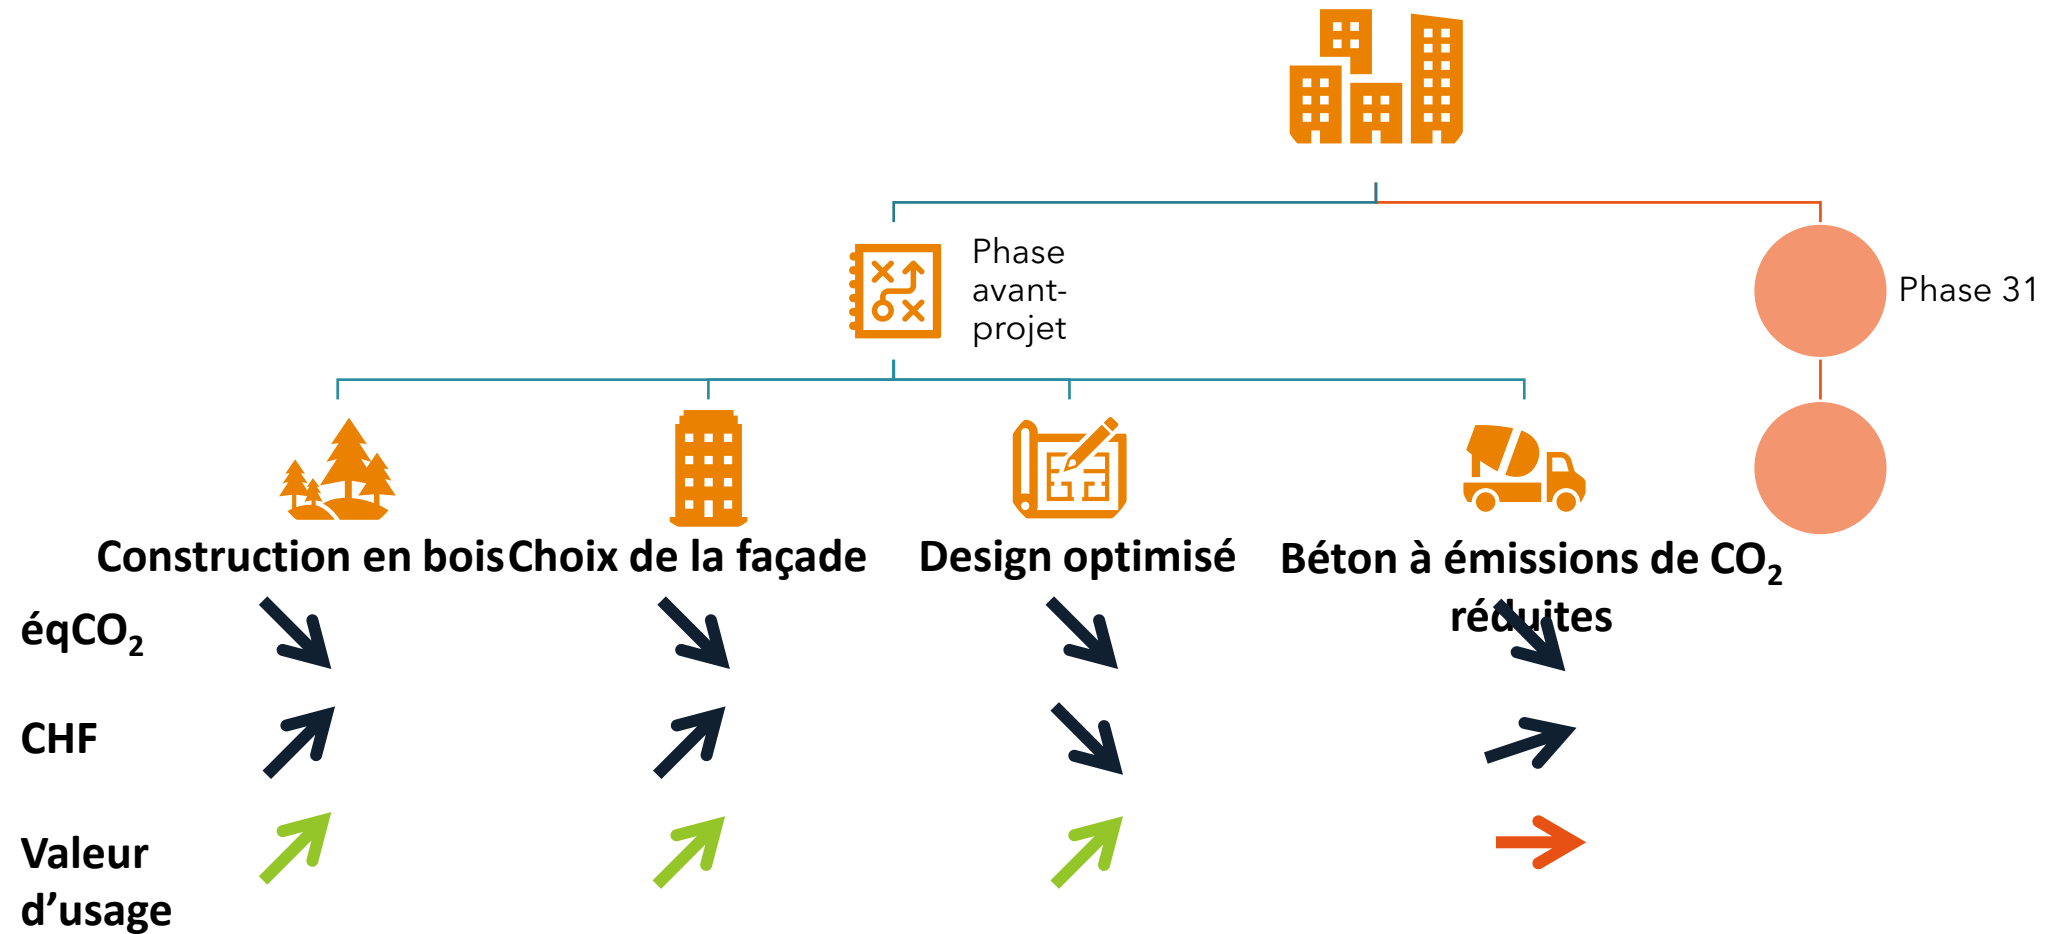 Phase
avant-
projet
Phase 31
Construction en bois
Choix de la façade
Design optimisé
Béton à émissions de CO₂
réduites
éqCO₂
CHF
Valeur
d’usage